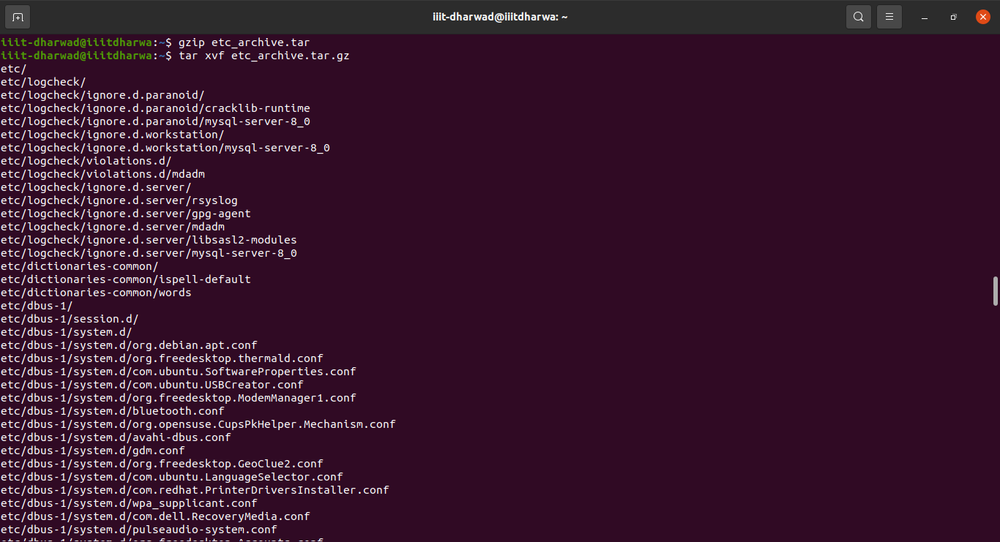 iiit-dharwad@iiitdharwa: ~
iiit-dharwad@iiitdharwa:~$ gzip etc_archive.tar
iiit-dharwad@iiitdharwa:~$ tar xvf etc_archive.tar.gz
etc/
etc/logcheck/
etc/logcheck/ignore.d.paranoid/
etc/logcheck/ignore.d.paranoid/cracklib-runtime
etc/logcheck/ignore.d.paranoid/mysql-server-8_0
etc/logcheck/ignore.d.workstation/
etc/logcheck/ignore.d.workstation/mysql-server-8_0
etc/logcheck/violations.d/
etc/logcheck/violations.d/mdadm
etc/logcheck/ignore.d.server/
etc/logcheck/ignore.d.server/rsyslog
etc/logcheck/ignore.d.server/gpg-agent
etc/logcheck/ignore.d.server/mdadm
etc/logcheck/ignore.d.server/libsasl2-modules
etc/logcheck/ignore.d.server/mysql-server-8_0
etc/dictionaries-common/
etc/dictionaries-common/ispell-default
etc/dictionaries-common/words
etc/dbus-1/
etc/dbus-1/session.d/
etc/dbus-1/system.d/
etc/dbus-1/system.d/org.debian.apt.conf
etc/dbus-1/system.d/org.freedesktop.thermald.conf
etc/dbus-1/system.d/com.ubuntu.SoftwareProperties.conf
etc/dbus-1/system.d/com.ubuntu.USBCreator.conf
etc/dbus-1/system.d/org.freedesktop.ModemManager1.conf
etc/dbus-1/system.d/bluetooth.conf
etc/dbus-1/system.d/org.opensuse.CupsPkHelper.Mechanism.conf
etc/dbus-1/system.d/avahi-dbus.conf
etc/dbus-1/system.d/gdm.conf
etc/dbus-1/system.d/org.freedesktop.GeoClue2.conf
etc/dbus-1/system.d/com.ubuntu.LanguageSelector.conf
etc/dbus-1/system.d/com.redhat.PrinterDriversInstaller.conf
etc/dbus-1/system.d/wpa_supplicant.conf
etc/dbus-1/system.d/com.dell.RecoveryMedia.conf
etc/dbus-1/system.d/pulseaudio-system.conf
etc/dbus-1/system.d/org.freedesktop.Accounts.conf